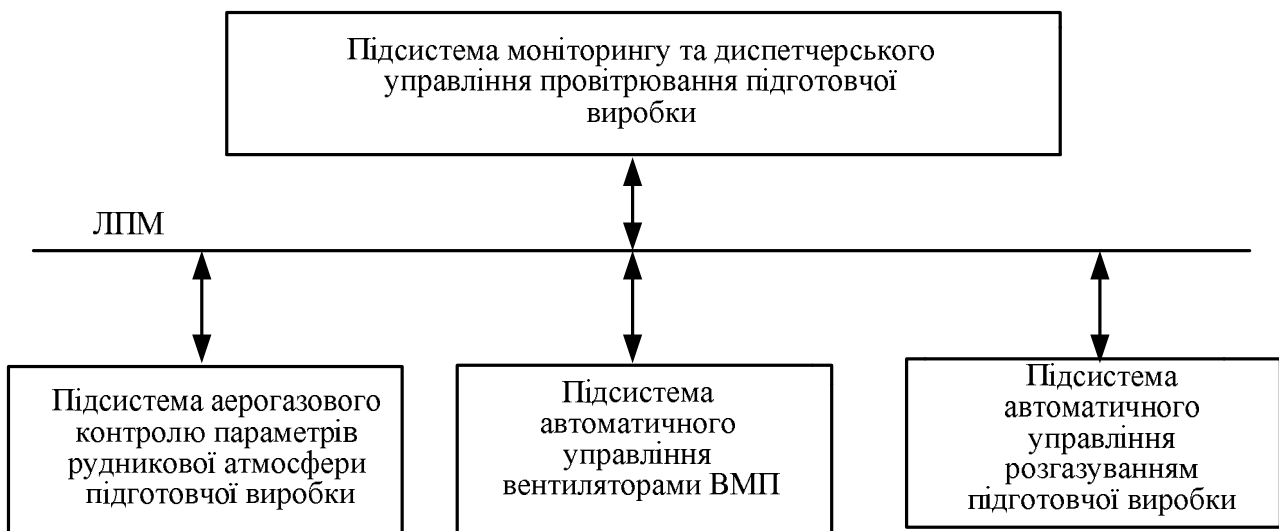 Підсистема моніторингу та диспетчерського
управління провітрювання підготовчої
виробки
ЛПМ
Підсистема аерогазового
контролю параметрів
рудникової атмосфери
підготовчої виробки
Підсистема
автоматичного
управління
вентиляторами ВМП
Підсистема
автоматичного
управління
розгазуванням
підготовчої виробки